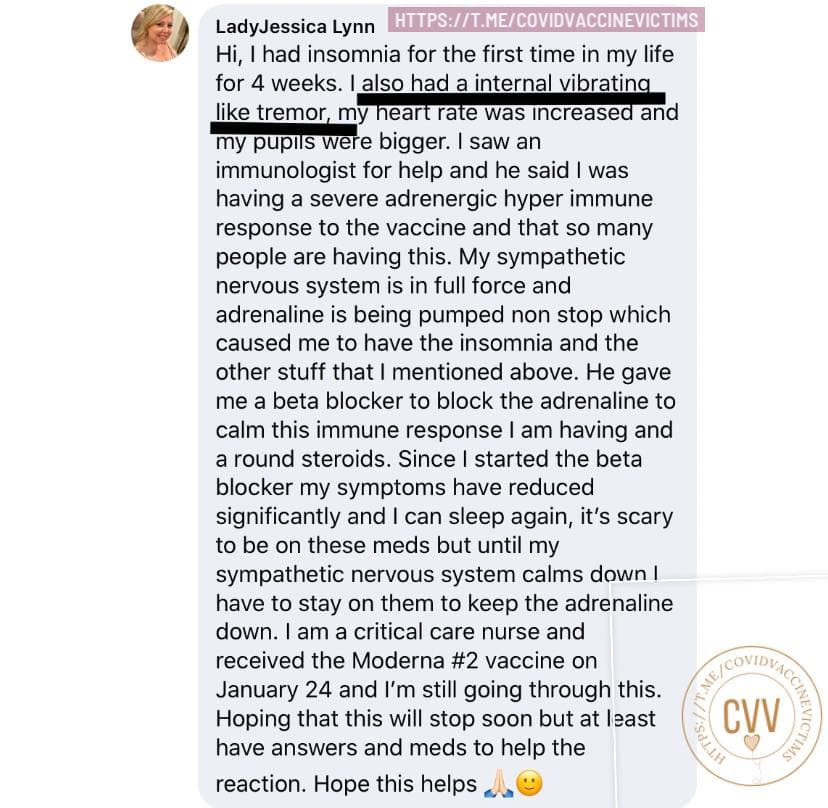 LadyJessica Lynn HTTPS://T.ME/COVIDVACCINEVICTIMS
Hi, I had insomnia for the first time in my life
for 4 weeks. I also had a internal vibrating
like tremor, my heart rate was increased and
my pupils were bigger. I saw an
immunologist for help and he said I was
having a severe adrenergic hyper immune
response to the vaccine and that so many
people are having this. My sympathetic
nervous system is in full force and
adrenaline is being pumped non stop which
caused me to have the insomnia and the
other stuff that I mentioned above. He gave
me a beta blocker to block the adrenaline to
calm this immune response I am having and
a round steroids. Since I started the beta
blocker my symptoms have reduced
significantly and I can sleep again, it's scary
to be on these meds but until my
sympathetic nervous system calms down I
have to stay on them to keep the adrenaline
down. I am a critical care nurse and
received the Moderna #2 vaccine on
January 24 and I'm still going through this.
Hoping that this will stop soon but at least
have answers and meds to help the
reaction. Hope this helps 🙏🏻🙂
HTTPS://T.ME/COVIDVACCINEVICTIMS
CVV